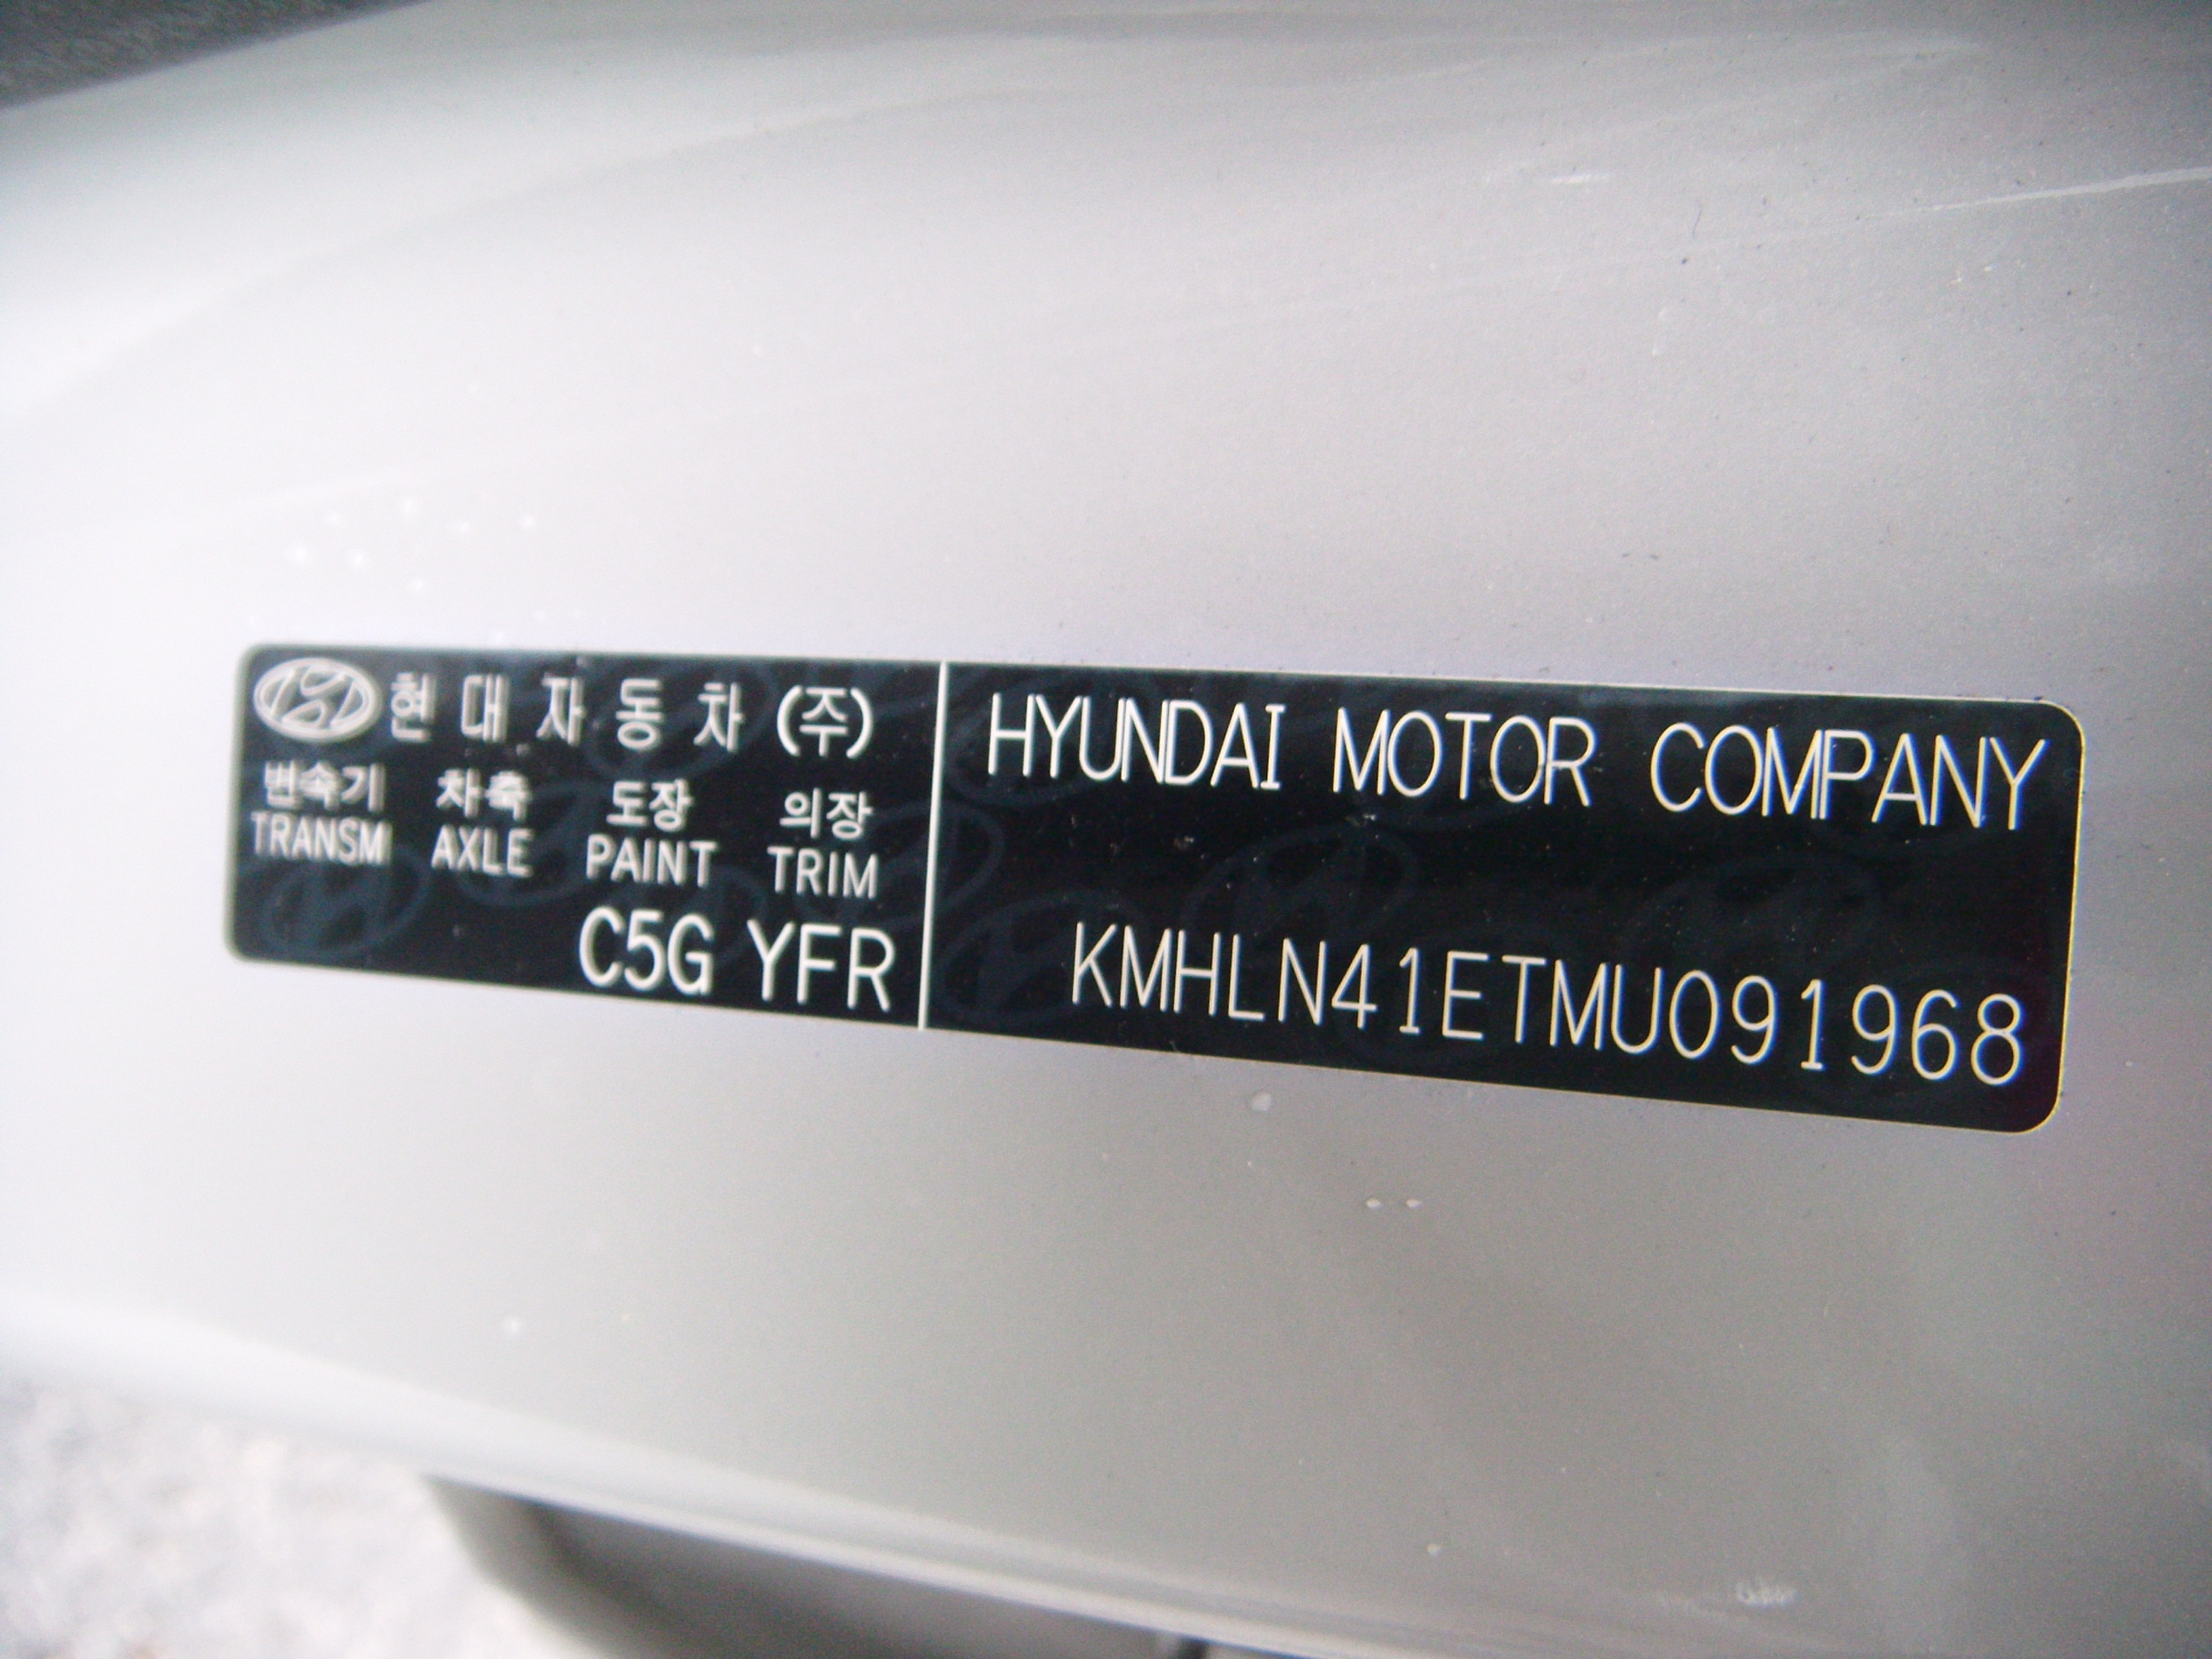 현대자동차(주)
변속기 차축 도장 의장
TRANSM AXLE PAINT TRIM
C5G YFR
HYUNDAI MOTOR COMPANY
KMHLN41ETMU091968